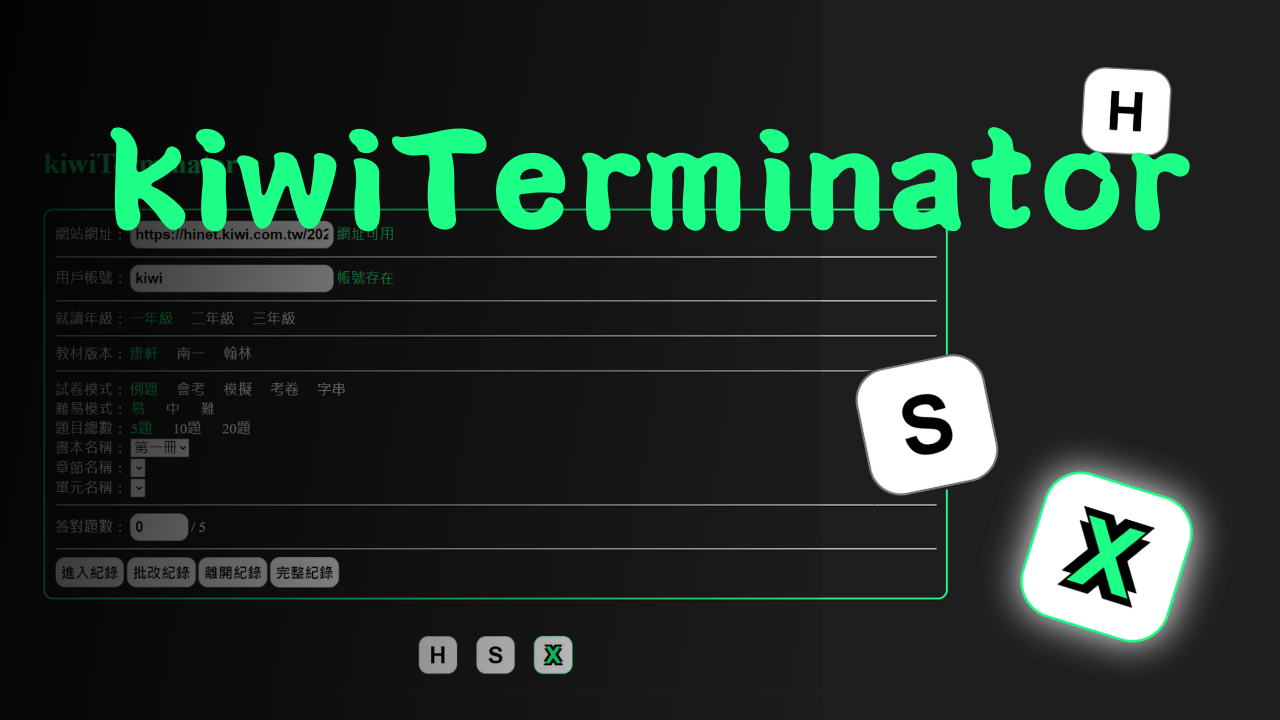 kiwiTerminator
H
kiwiTerminator
網站網址： https://hinet.kiwi.com.tw/202 網址可用
用戶帳號： kiwi 帳號存在
就讀年級： 一年級 二年級 三年級
教材版本： 康軒 南一 翰林
試卷模式： 例題 會考 模擬 考卷 字串
難易模式： 易 中 難
題目總數： 5題 10題 20題
書本名稱： 第一冊
章節名稱：
單元名稱：
S
答對題數： 0 / 5
X
進入紀錄 批改紀錄 離開紀錄 完整紀錄
H S X